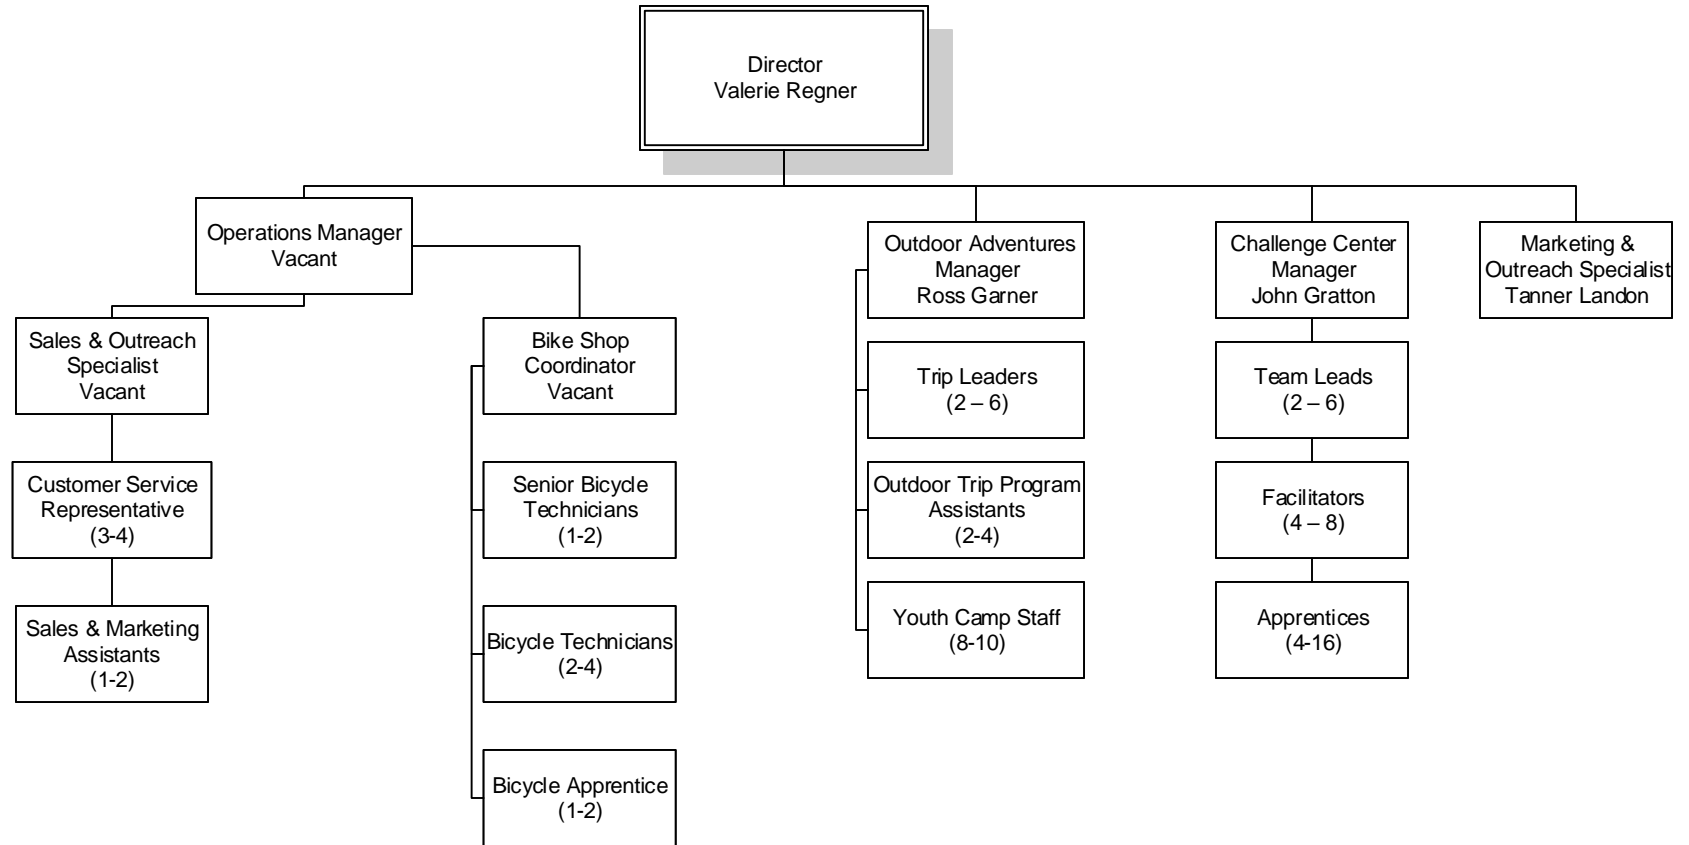 Director
Valerie Regner
Operations Manager
Vacant
Outdoor Adventures
Manager
Ross Garner
Challenge Center
Manager
John Gratton
Marketing &
Outreach Specialist
Tanner Landon
Sales & Outreach
Specialist
Vacant
Bike Shop
Coordinator
Vacant
Trip Leaders
(2 – 6)
Team Leads
(2 – 6)
Customer Service
Representative
(3-4)
Senior Bicycle
Technicians
(1-2)
Outdoor Trip Program
Assistants
(2-4)
Facilitators
(4 – 8)
Sales & Marketing
Assistants
(1-2)
Bicycle Technicians
(2-4)
Youth Camp Staff
(8-10)
Apprentices
(4-16)
Bicycle Apprentice
(1-2)